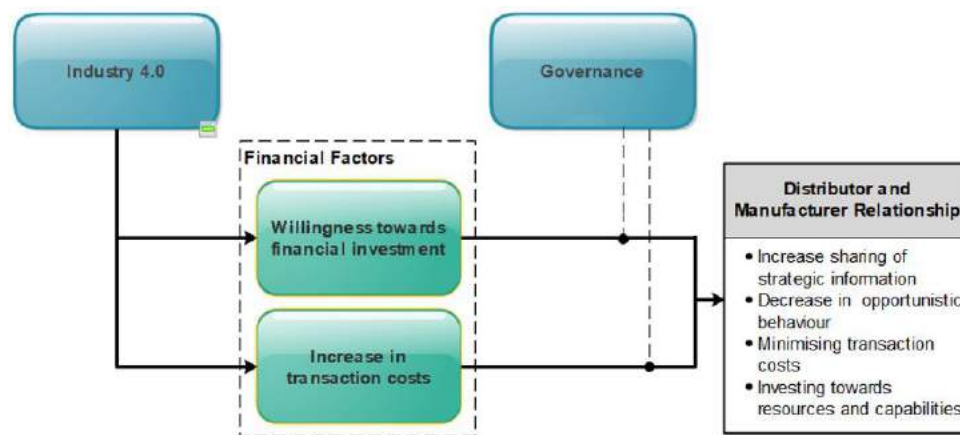 Industry 4.0
Governance
Financial Factors
Willingness towards
financial investment
Increase in
transaction costs
Distributor and
Manufacturer Relationship
• Increase sharing of
strategic information
• Decrease in opportunistic
behaviour
• Minimising transaction
costs
• Investing towards
resources and capabilities